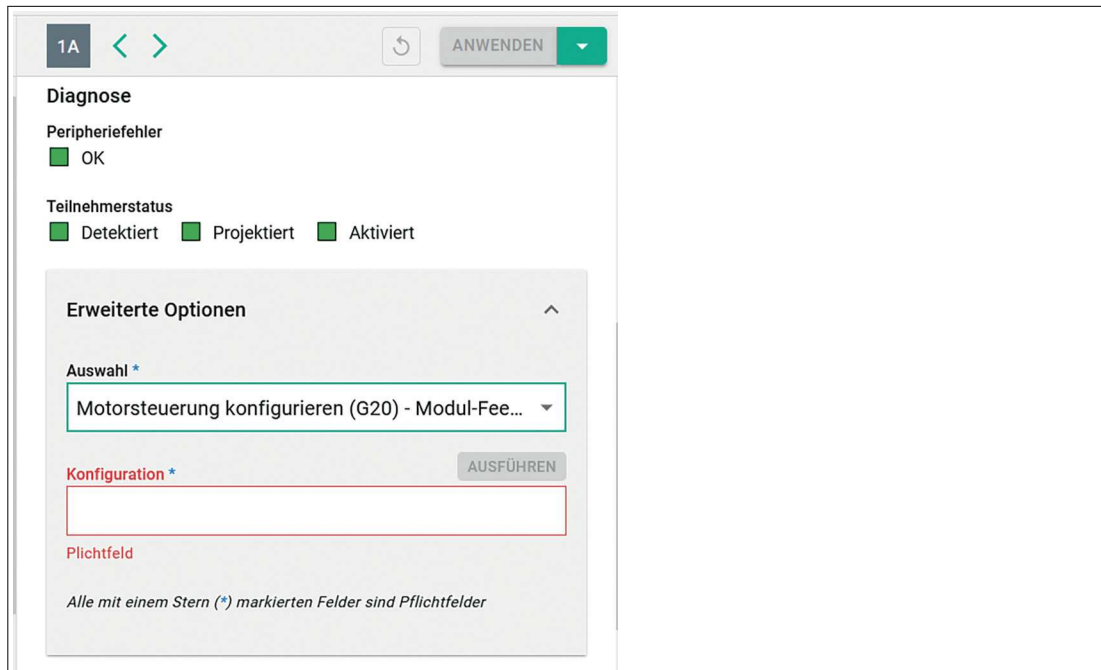 1A
ANWENDEN
Diagnose
Peripheriefehler
OK
Teilnehmerstatus
Detektiert Projektiert Aktiviert
Erweiterte Optionen
Auswahl *
Motorsteuerung konfigurieren (G20) - Modul-Fee...
AUSFÜHREN
Konfiguration *
Plichtfeld
Alle mit einem Stern (*) markierten Felder sind Pflichtfelder